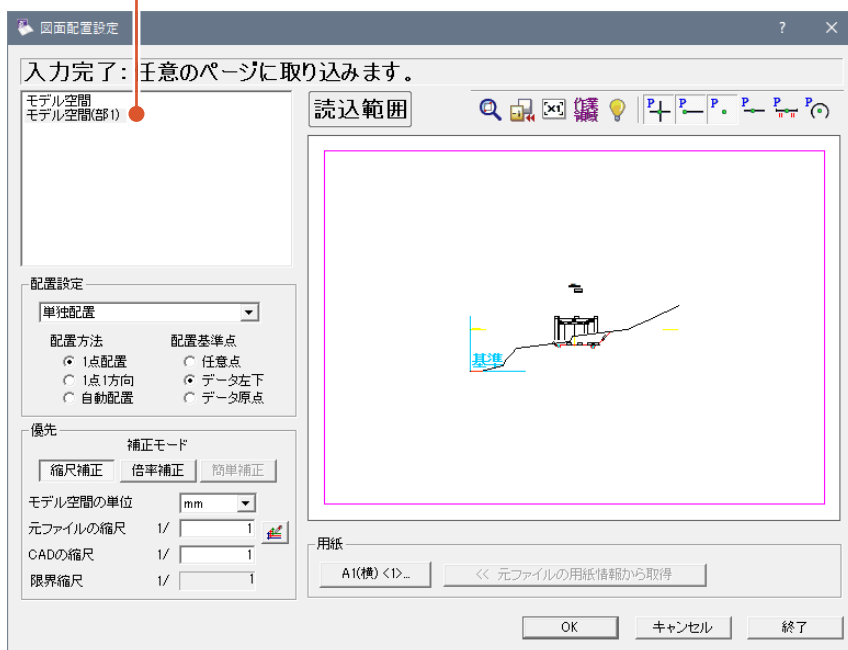 図面配置設定
入力完了: 任意のページに取り込みます。
モデル空間
モデル空間(部1)
読込範囲
×1
作業
編集
P P P P P P
基準
配置設定
単独配置
配置方法 配置基準点
1点配置 任意点
1点1方向 データ左下
自動配置 データ原点
優先
補正モード
縮尺補正 倍率補正 簡単補正
モデル空間の単位 mm
元ファイルの縮尺 1/ 1
CADの縮尺 1/ 1
限界縮尺 1/ 1
用紙
A1(横) <1>... << 元ファイルの用紙情報から取得
OK キャンセル 終了